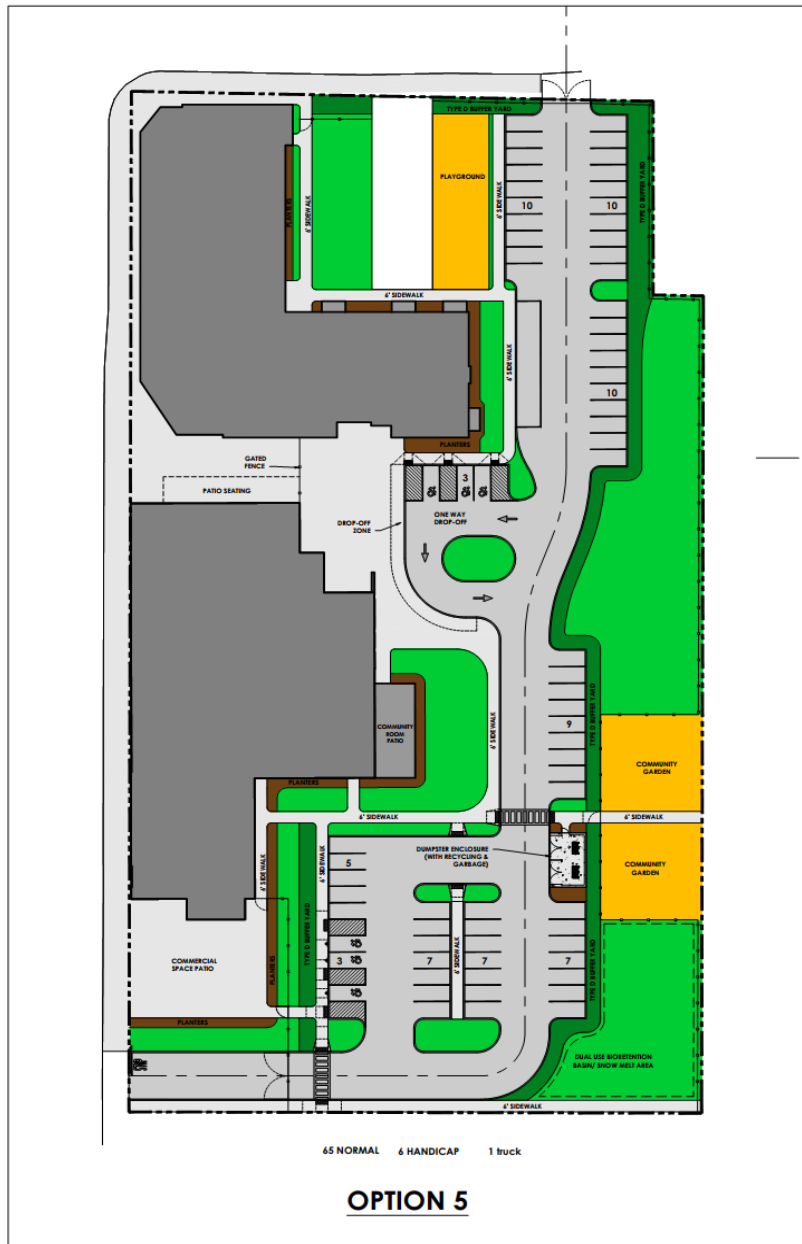 TYPE D BUFFER YARD
PLAYGROUND
6' SIDEWALK
PLANTERS
6' SIDEWALK
TYPE D BUFFER YARD
10
10
6' SIDEWALK
6' SIDEWALK
10
PLANTERS
GATED
FENCE
PATIO SEATING
3
DROP-OFF
ZONE
ONE WAY
DROP-OFF
COMMUNITY
ROOM
PATIO
6' SIDEWALK
9
TYPE D BUFFER YARD
COMMUNITY
GARDEN
PLANTERS
6' SIDEWALK
6' SIDEWALK
DUMPSTER ENCLOSURE
(WITH RECYCLING &
GARBAGE)
COMMUNITY
GARDEN
6' SIDEWALK
6' SIDEWALK
5
TYPE D BUFFER YARD
COMMERCIAL
SPACE PATIO
PLANTERS
3
7
6' SIDEWALK
7
7
TYPE D BUFFER YARD
PLANTERS
DUAL USE BIORETENTION
BASIN/ SNOW MELT AREA
6' SIDEWALK
65 NORMAL 6 HANDICAP 1 truck
OPTION 5